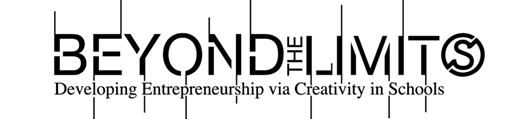 BEYOND THE LIMITS
Developing Entrepreneurship via Creativity in Schools